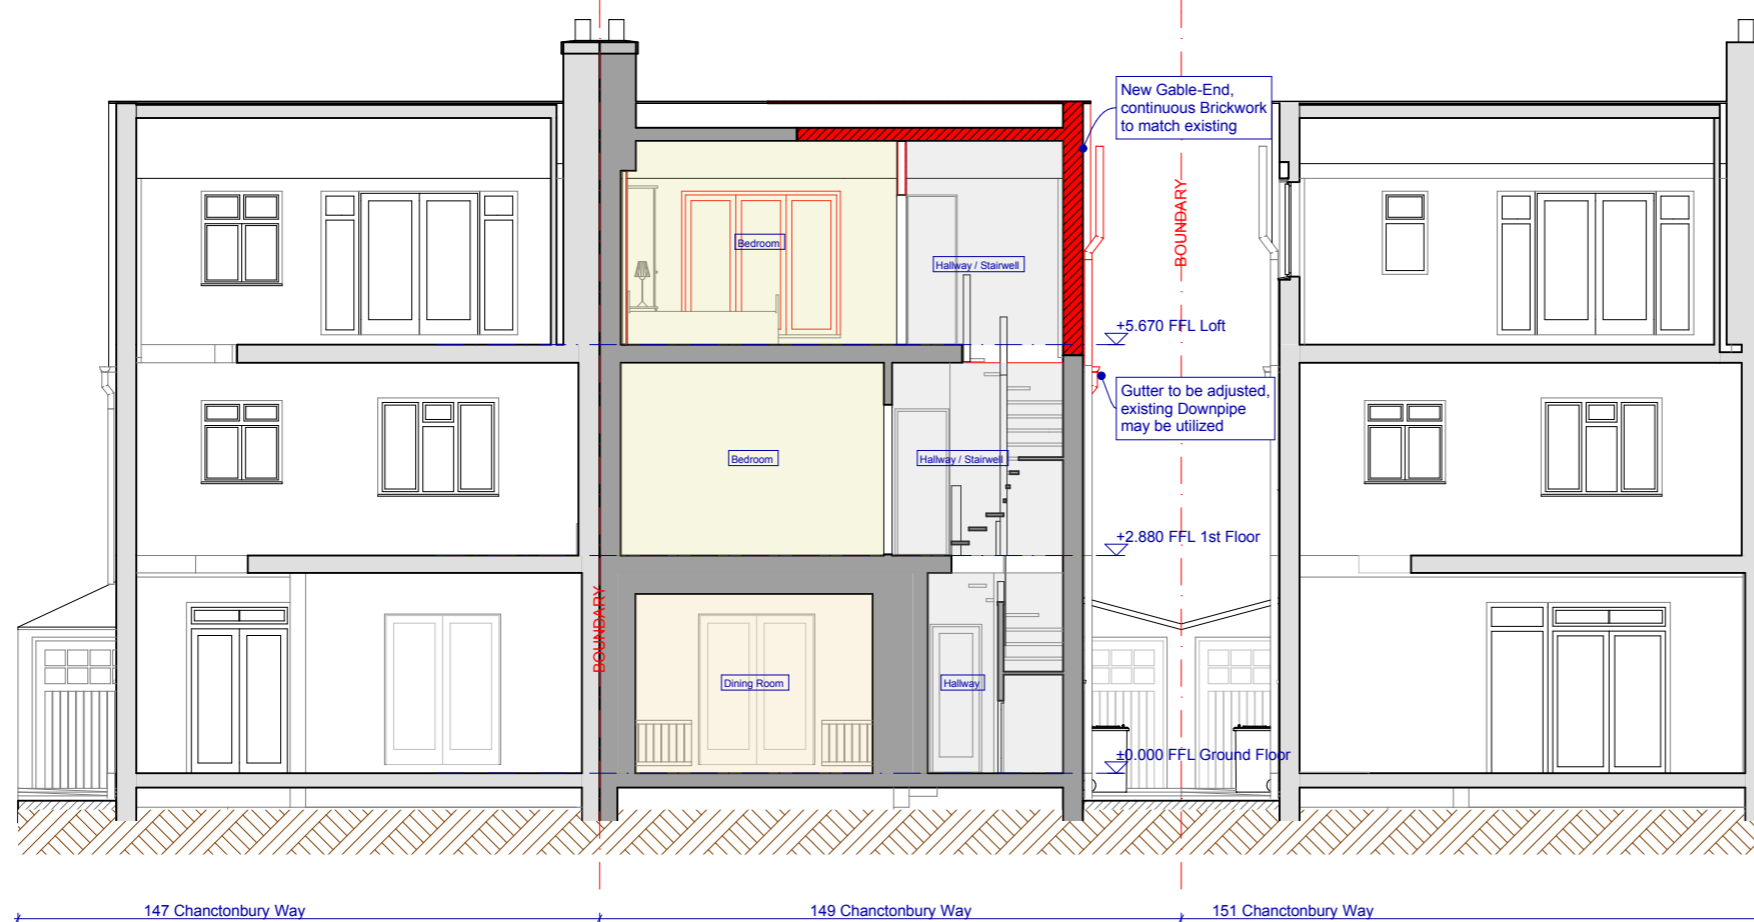 New Gable-End,
continuous Brickwork
to match existing
BOUNDARY
Bedroom
Hallway / Stairwell
+5.670 FFL Loft
Gutter to be adjusted,
existing Downpipe
may be utilized
Bedroom
Hallway / Stairwell
+2.880 FFL 1st Floor
BOUNDARY
Dining Room
Hallway
±0.000 FFL Ground Floor
147 Chanctonbury Way
149 Chanctonbury Way
151 Chanctonbury Way